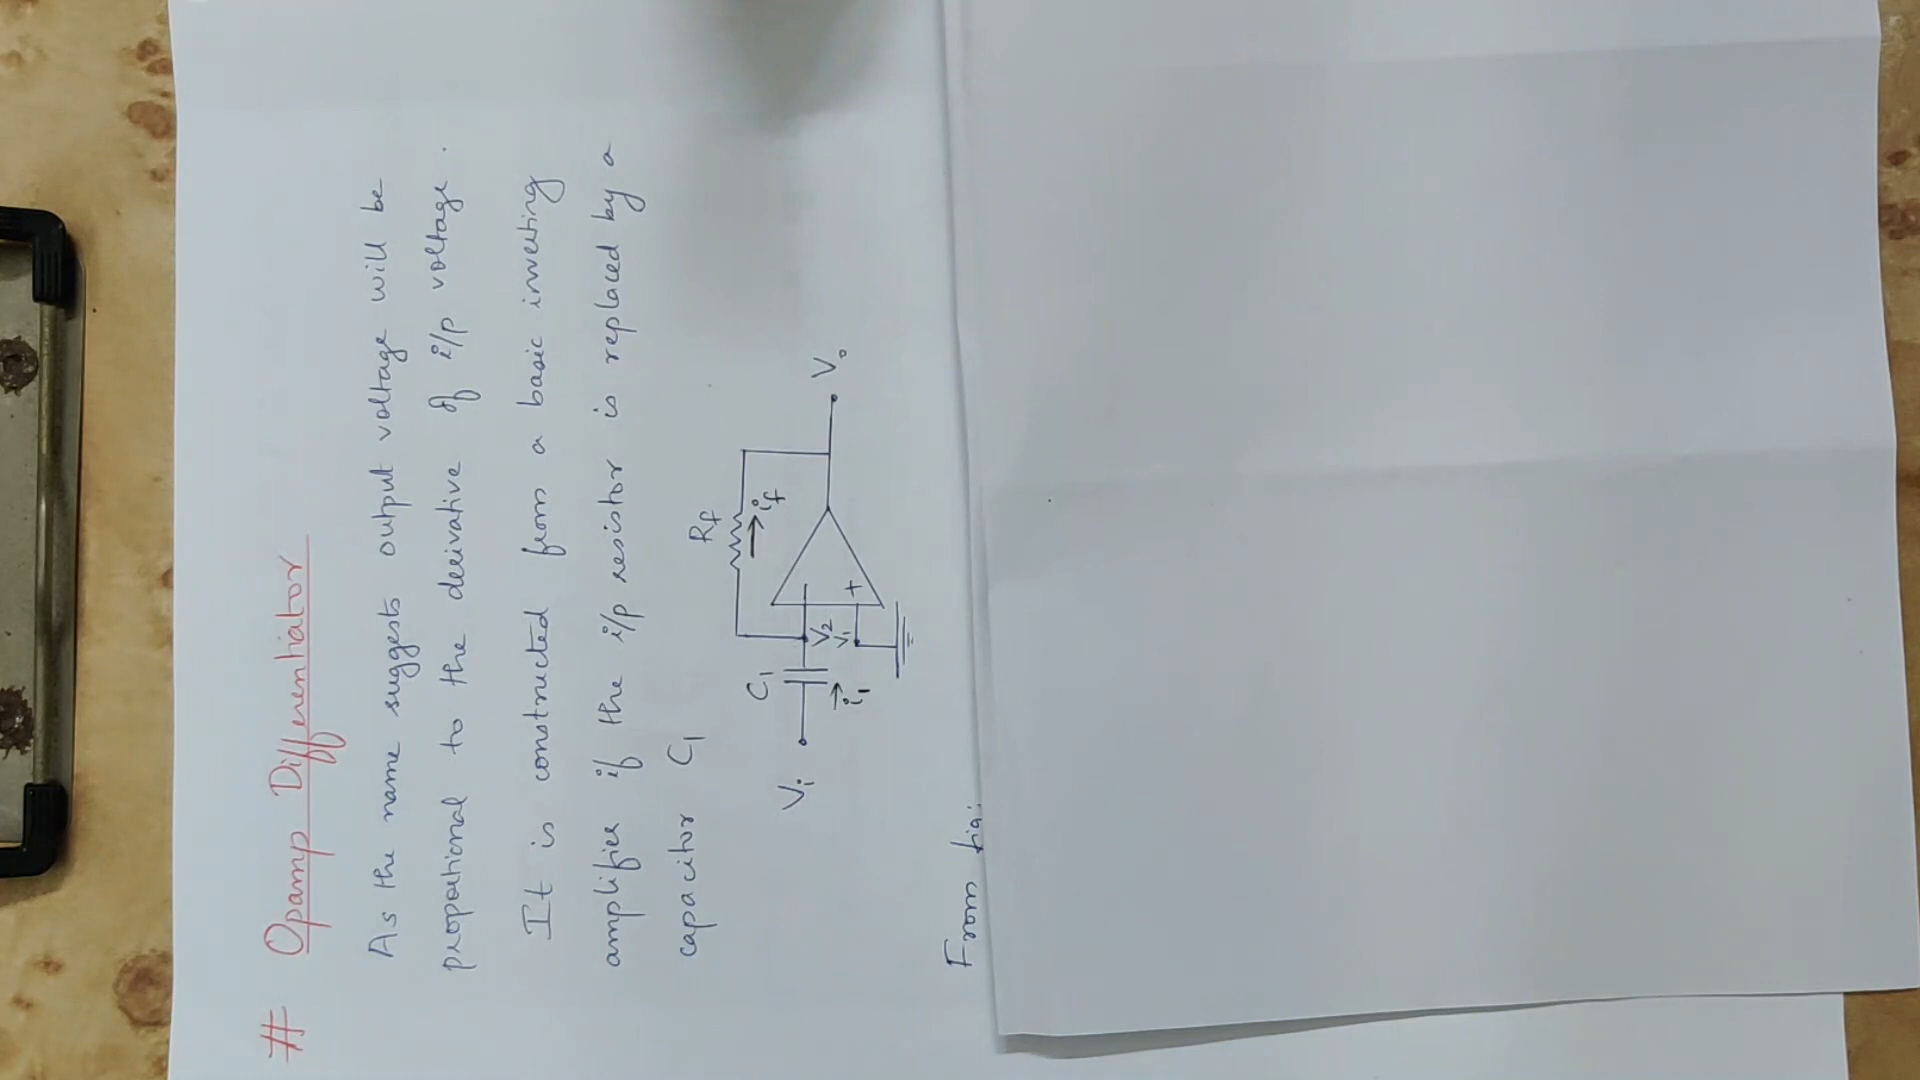 # Opamp Differentiator
As the name suggests output voltage will be
proportional to the derivative of i/p voltage.
It is constructed from a basic inverting
amplifier if the i/p resistor is replaced by a
capacitor C1
Rf
if
C1
Vi
i1
V2
V1
-
+
Vo
From fig: